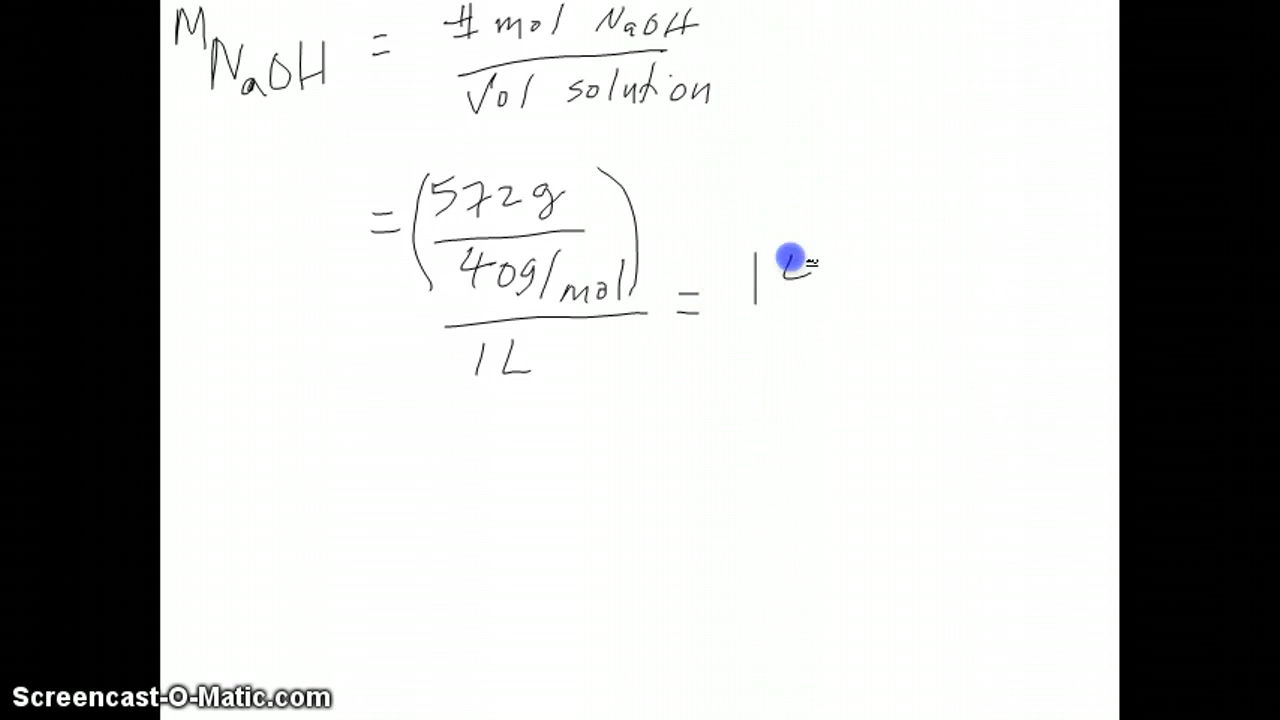 M NaOH = # mol NaOH
Vol solution
= (572g
40g/mol)
= 1
1L
Screencast-O-Matic.com